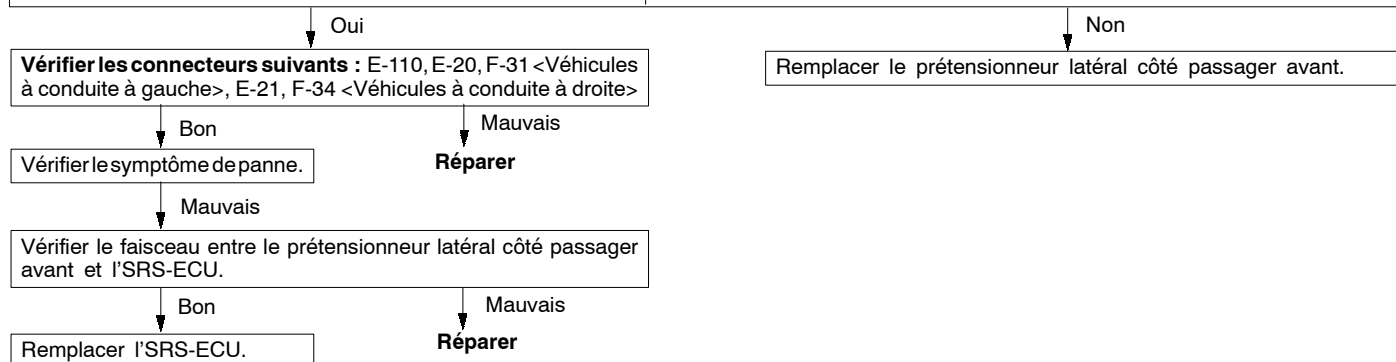 Oui
Non
Vérifier les connecteurs suivants : E-110, E-20, F-31 <Véhicules
à conduite à gauche>, E-21, F-34 <Véhicules à conduite à droite>
Remplacer le prétensionneur latéral côté passager avant.
Bon
Mauvais
Vérifier le symptôme de panne.
Réparer
Mauvais
Vérifier le faisceau entre le prétensionneur latéral côté passager
avant et l'SRS-ECU.
Bon
Mauvais
Remplacer l'SRS-ECU.
Réparer